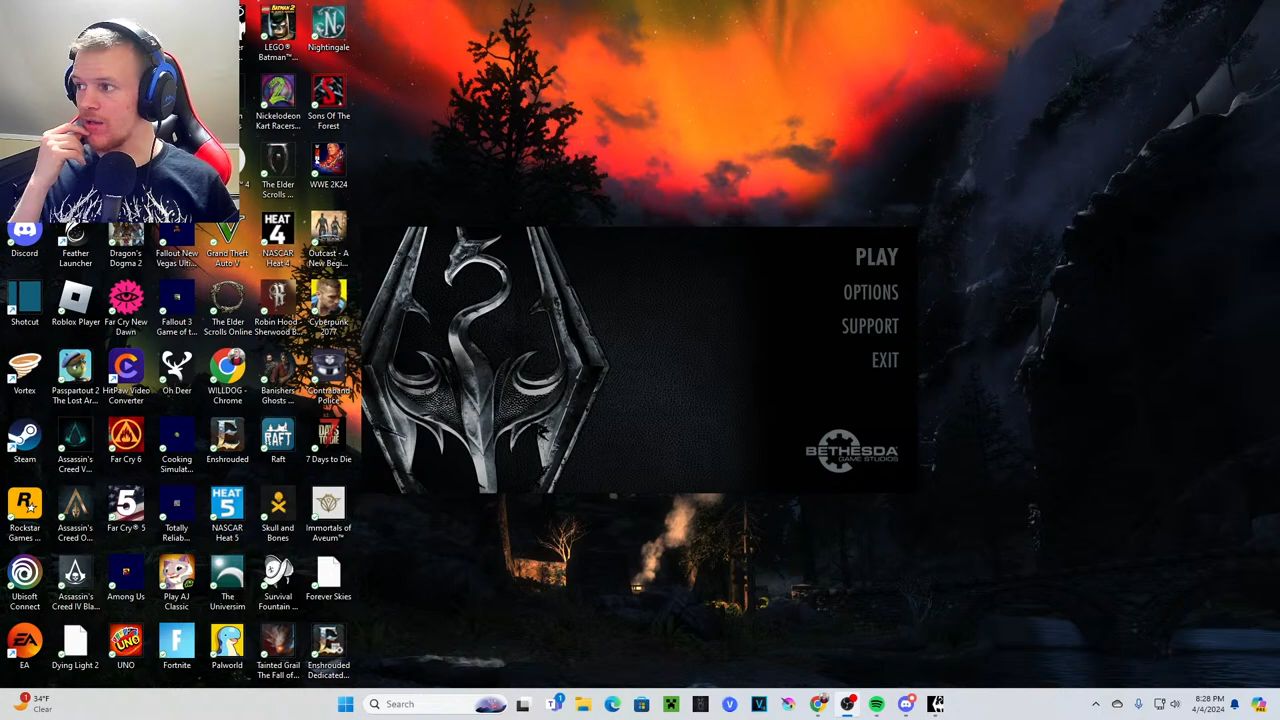 LEGO®
Batman™...
Nightingale
Nickelodeon
Kart Racers...
Sons Of The
Forest
The Elder
Scrolls ...
WWE 2K24
Discord
Feather
Launcher
Dragon's
Dogma 2
Fallout New
Vegas Ulti...
Grand Theft
Auto V
HEAT
4
NASCAR
Heat 4
Outcast - A
New Begi...
Shotcut
Roblox Player
Far Cry New
Dawn
Fallout 3
Game of t...
The Elder
Scrolls Online
Robin Hood -
Sherwood B...
Cyberpunk
2077
Vortex
Passpartout 2
The Lost Ar...
HitPaw Video
Converter
Oh Deer
WILLDOG -
Chrome
Banishers
Ghosts ...
Contraband
Police
Steam
Assassin's
Creed V...
Far Cry 6
Cooking
Simulat...
Enshrouded
RAFT
Raft
7 Days to Die
Rockstar
Games ...
Assassin's
Creed O...
5
Far Cry® 5
Totally
Reliab...
HEAT
5
NASCAR
Heat 5
Skull and
Bones
Immortals of
Aveum™
Ubisoft
Connect
Assassin's
Creed IV Bla...
Among Us
Play AJ
Classic
The
Universim
Survival
Fountain ...
Forever Skies
EA
EA
Dying Light 2
UNO
UNO
Fortnite
Palworld
Tainted Grail
The Fall of...
Enshrouded
Dedicated...
PLAY
OPTIONS
SUPPORT
EXIT
BETHESDA
GAME STUDIOS
34°F
Clear
Search
8:28 PM
4/4/2024